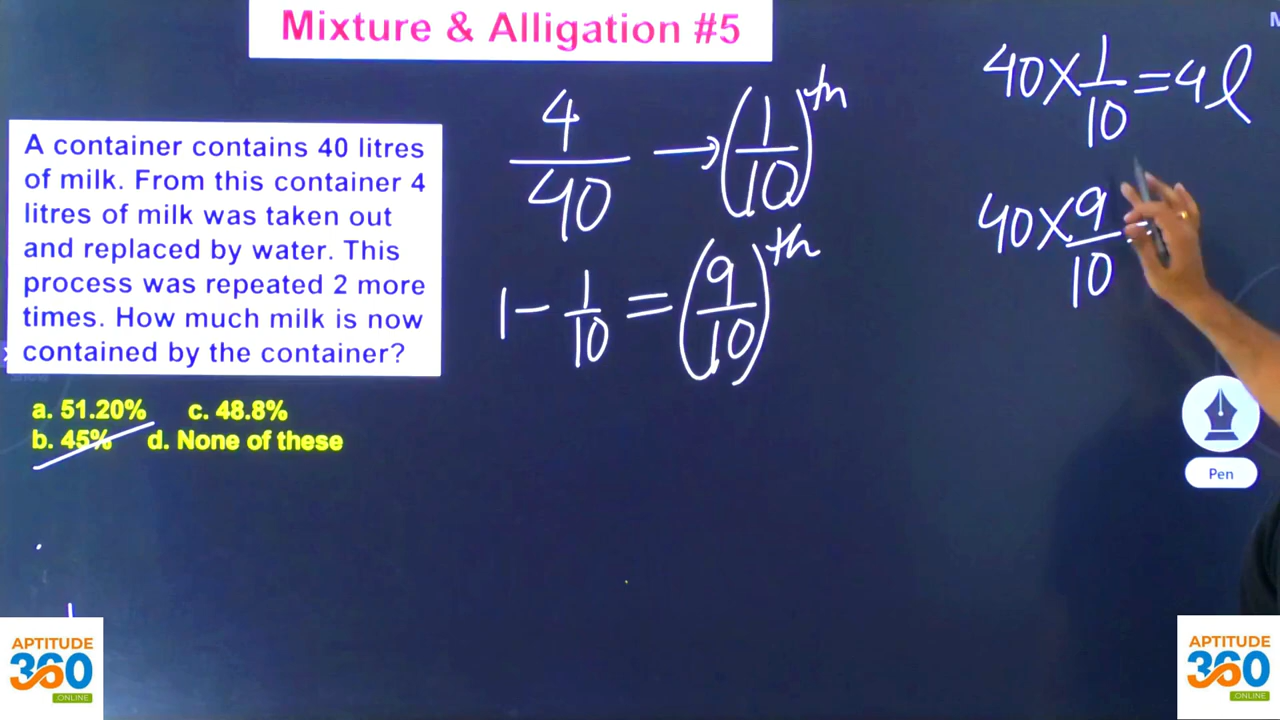 Mixture & Alligation #5
A container contains 40 litres
of milk. From this container 4
litres of milk was taken out
and replaced by water. This
process was repeated 2 more
times. How much milk is now
contained by the container?
a. 51.20% c. 48.8%
b. 45% d. None of these
4/40 → (1/10)th
1 - 1/10 = (9/10)th
40 × 1/10 = 4 l
40 × 9/10 =
Pen
APTITUDE
360
ONLINE
APTITUDE
360
ONLINE